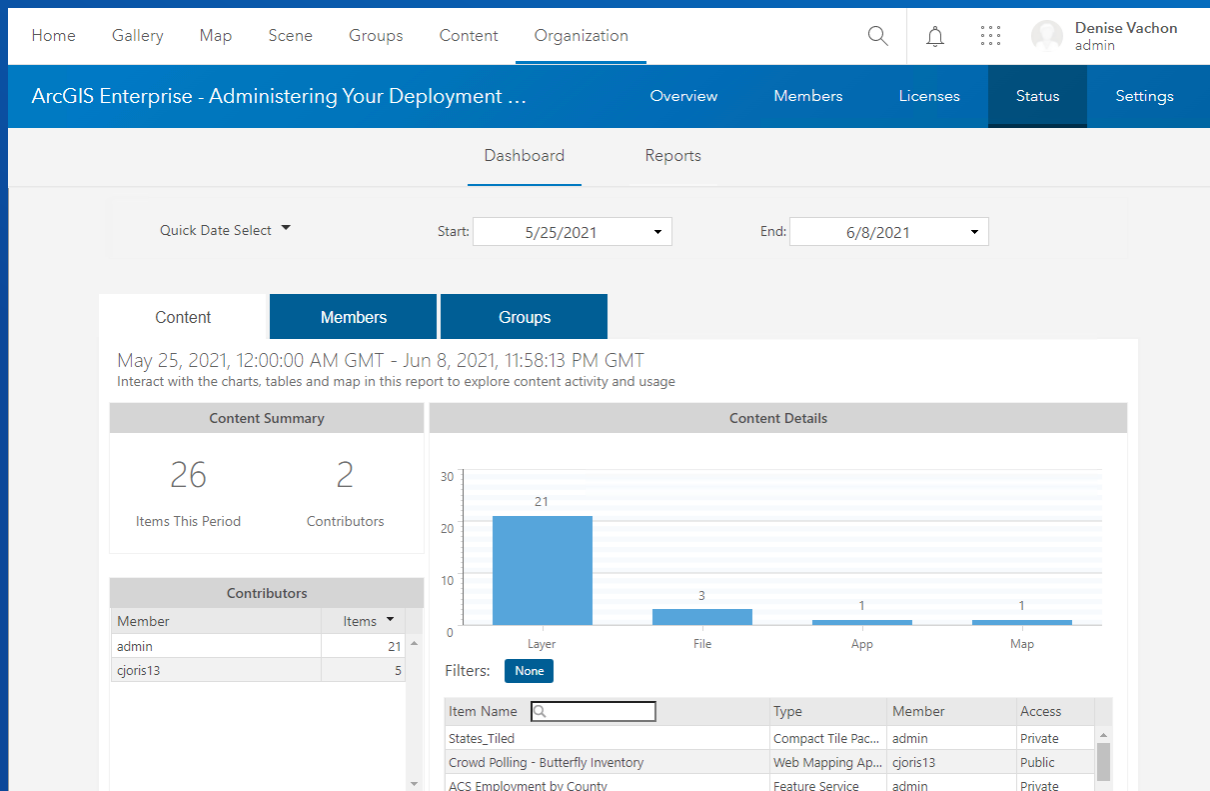 Home Gallery Map Scene Groups Content Organization
Denise Vachon
admin
ArcGIS Enterprise - Administering Your Deployment ... Overview Members Licenses Status Settings
Dashboard Reports
Quick Date Select Start: 5/25/2021 End: 6/8/2021
Content Members Groups
May 25, 2021, 12:00:00 AM GMT - Jun 8, 2021, 11:58:13 PM GMT
Interact with the charts, tables and map in this report to explore content activity and usage
Content Summary
26 2
Items This Period Contributors
Contributors
Member Items
admin 21
cjoris13 5
Content Details
30
21
20
10
3 1 1
0
Layer File App Map
Filters: None
Item Name Type Member Access
States_Tiled Compact Tile Pac... admin Private
Crowd Polling - Butterfly Inventory Web Mapping Ap... cjoris13 Public
ACS Employment by County Feature Service admin Private